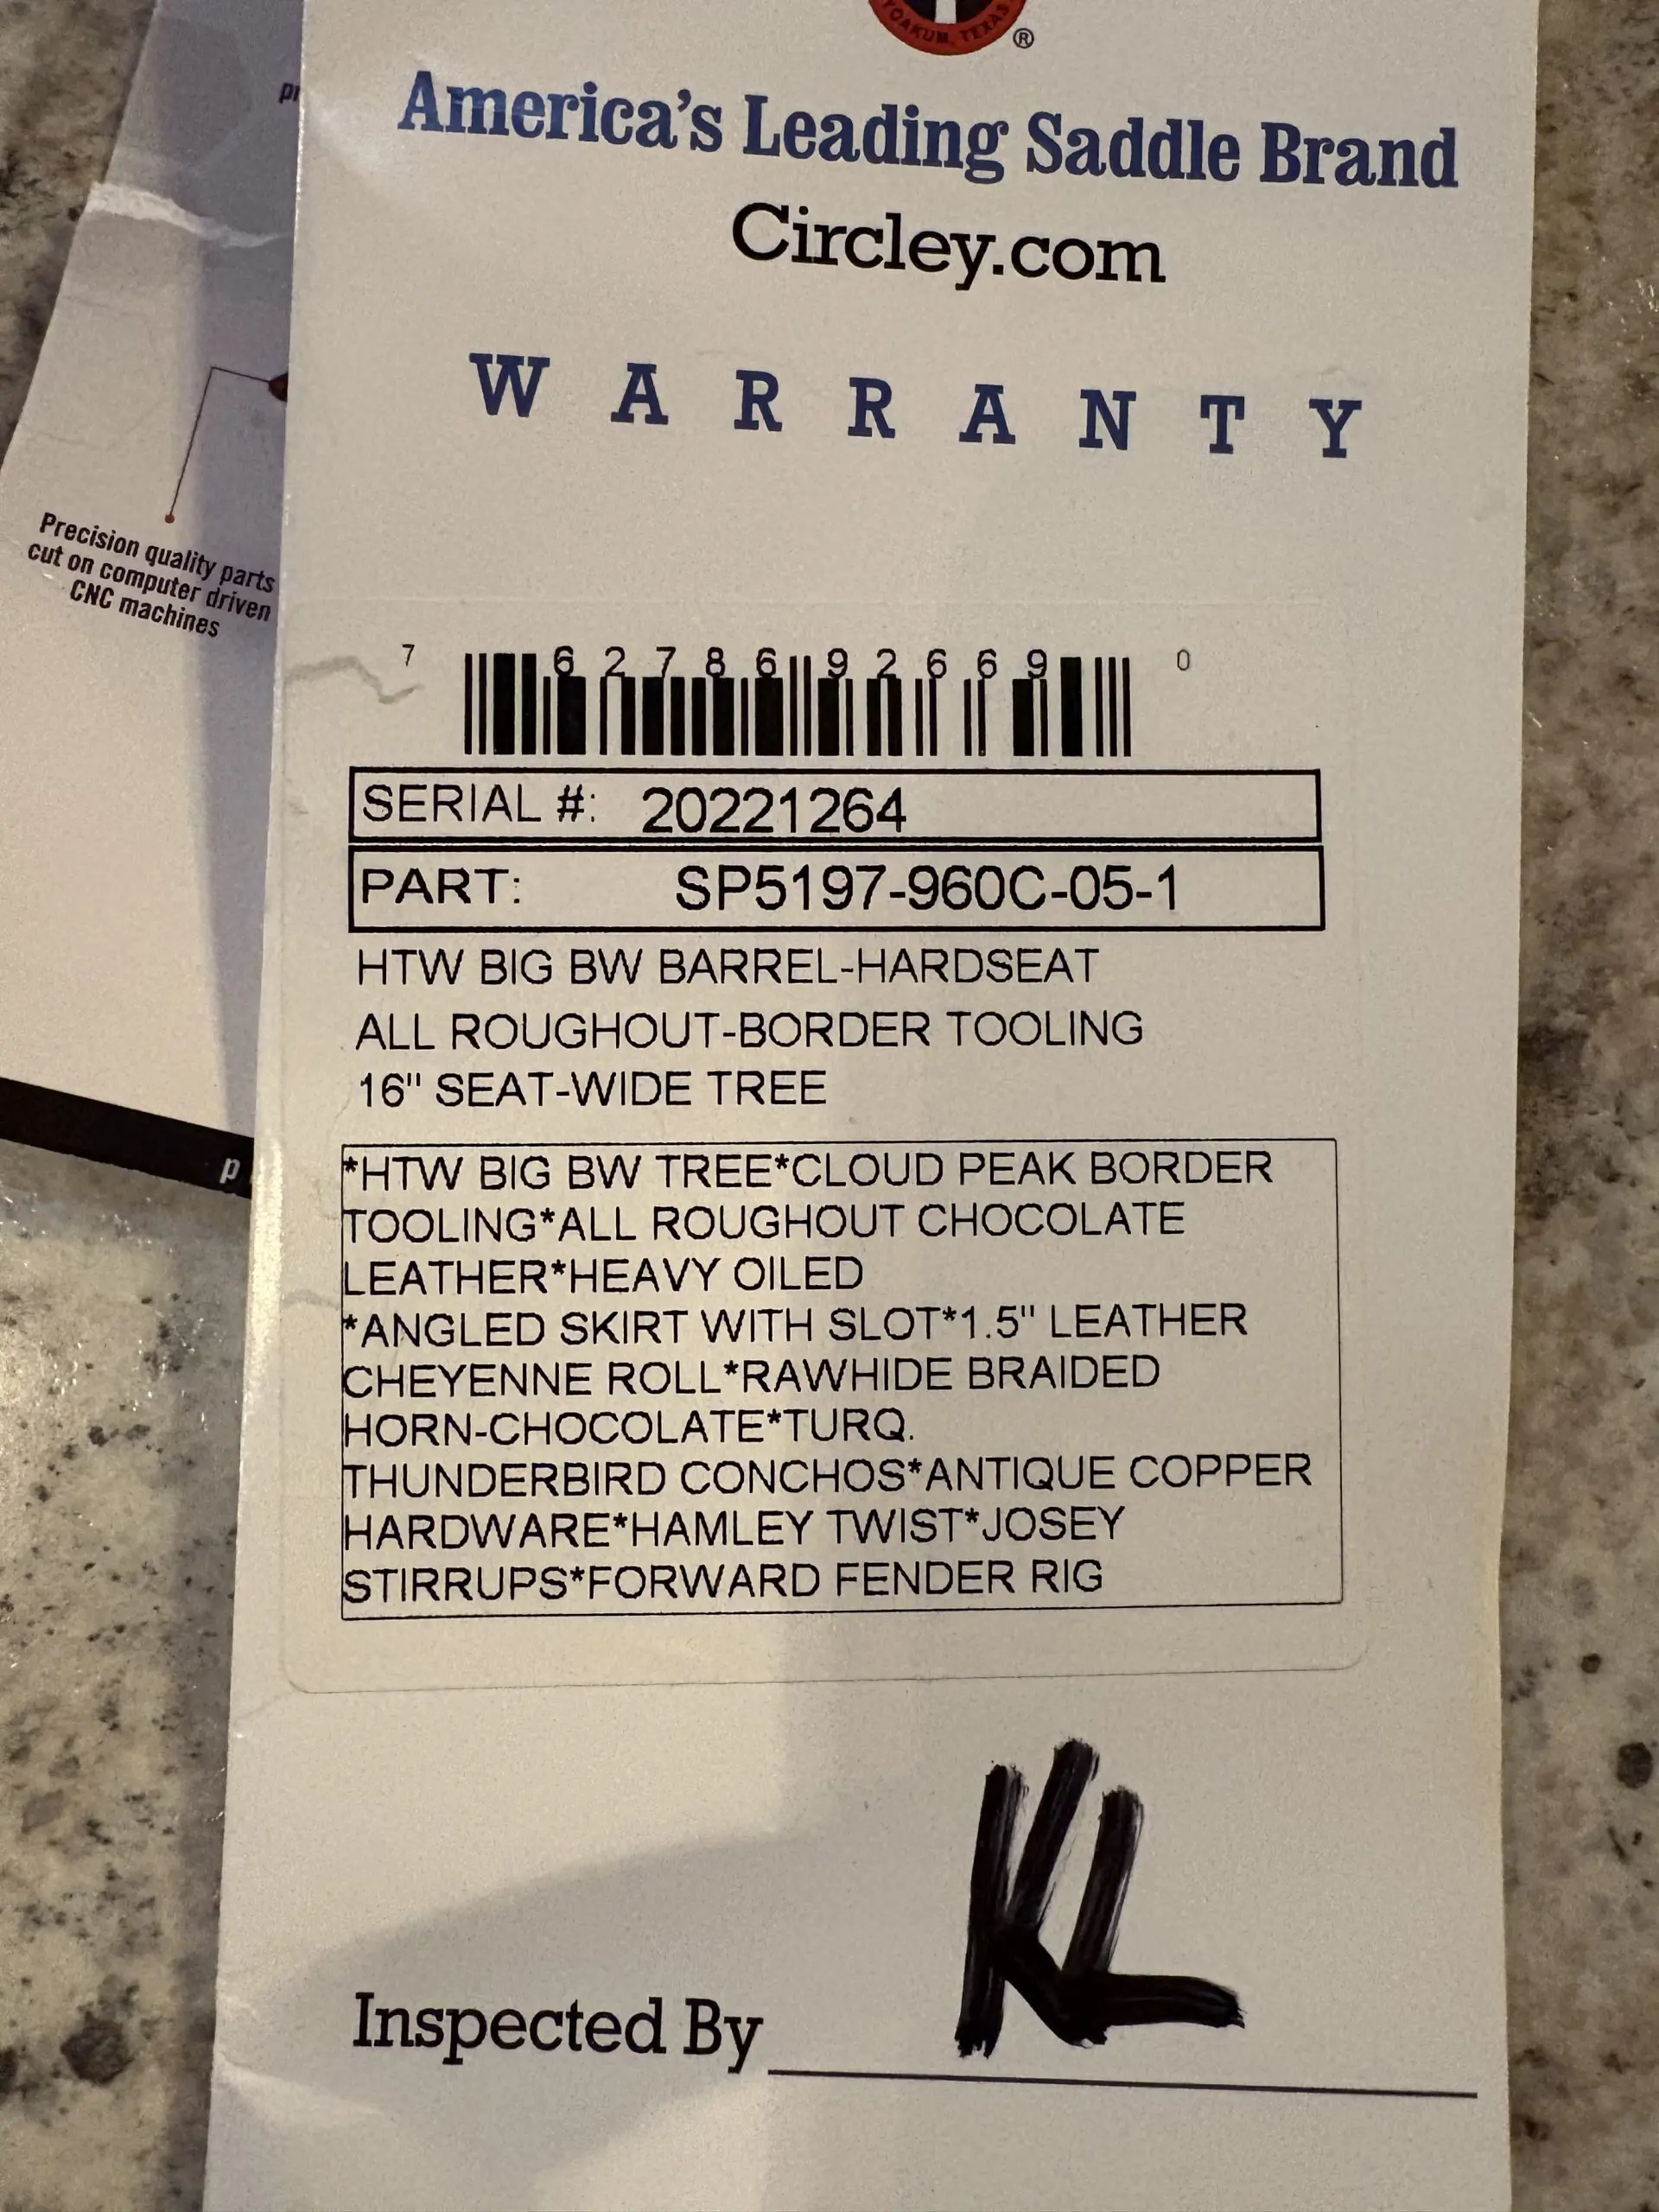 YOAKUM, TEXAS
®
America's Leading Saddle Brand
Circley.com
WARRANTY
Precision quality parts
cut on computer driven
CNC machines
7 62786 92669 0
SERIAL #: 20221264
PART: SP5197-960C-05-1
HTW BIG BW BARREL-HARDSEAT
ALL ROUGHOUT-BORDER TOOLING
16" SEAT-WIDE TREE
*HTW BIG BW TREE*CLOUD PEAK BORDER
TOOLING*ALL ROUGHOUT CHOCOLATE
LEATHER*HEAVY OILED
*ANGLED SKIRT WITH SLOT*1.5" LEATHER
CHEYENNE ROLL*RAWHIDE BRAIDED
HORN-CHOCOLATE*TURQ.
THUNDERBIRD CONCHOS*ANTIQUE COPPER
HARDWARE*HAMLEY TWIST*JOSEY
STIRRUPS*FORWARD FENDER RIG
KL
Inspected By